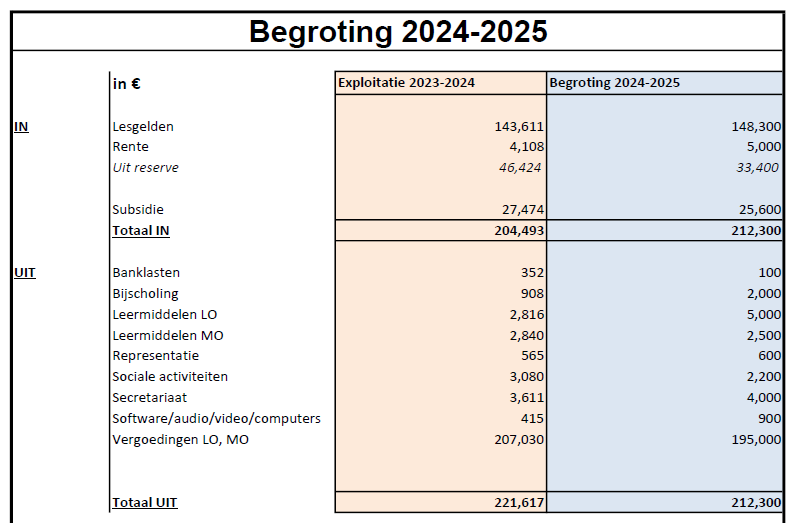 Begroting 2024-2025
in € Exploitatie 2023-2024 Begroting 2024-2025
IN Lesgelden 143,611 148,300
Rente 4,108 5,000
Uit reserve 46,424 33,400
Subsidie 27,474 25,600
Totaal IN 204,493 212,300
UIT Banklasten 352 100
Bijscholing 908 2,000
Leermiddelen LO 2,816 5,000
Leermiddelen MO 2,840 2,500
Representatie 565 600
Sociale activiteiten 3,080 2,200
Secretariaat 3,611 4,000
Software/audio/video/computers 415 900
Vergoedingen LO, MO 207,030 195,000
Totaal UIT 221,617 212,300